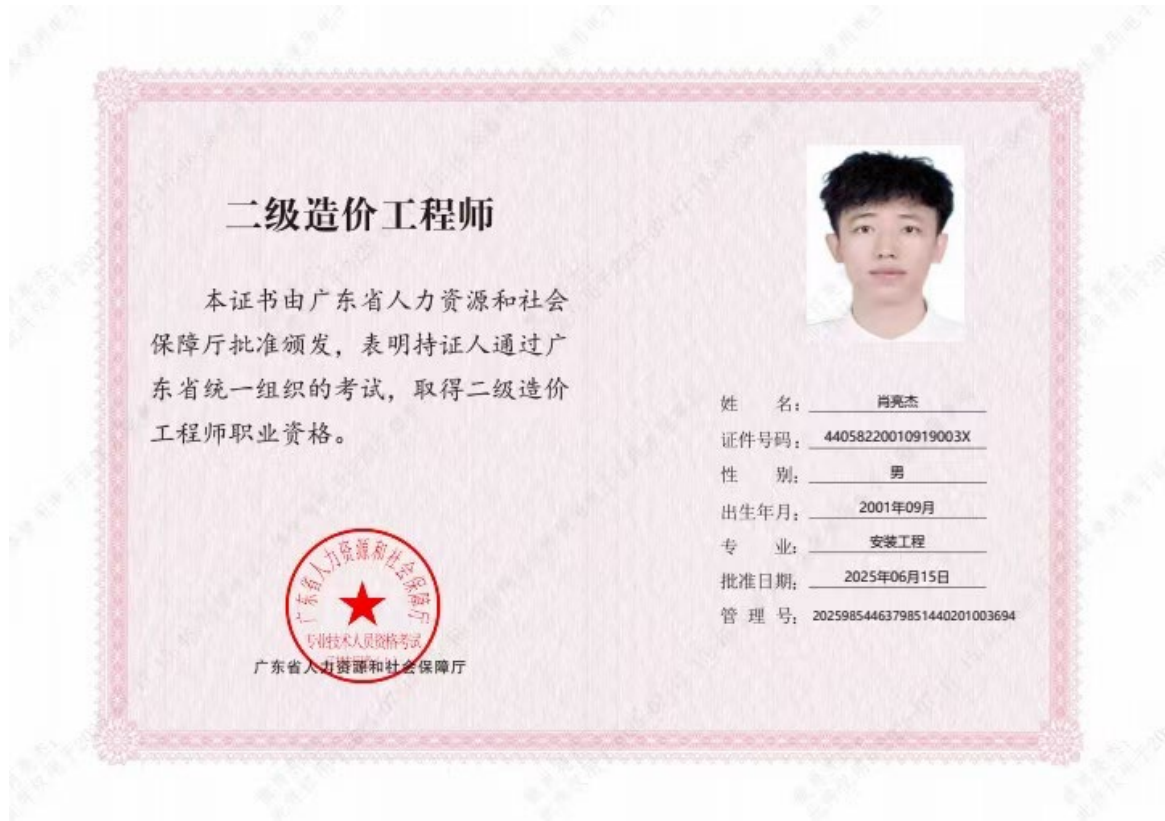 二级造价工程师
本证书由广东省人力资源和社会
保障厅批准颁发，表明持证人通过广
东省统一组织的考试，取得二级造价
工程师职业资格。
广东省人力资源和社会保障厅
专业技术人员资格考试
广东省人力资源和社会保障厅
姓 名：肖亮杰
证件号码：44058220010919003X
性 别：男
出生年月：2001年09月
专 业：安装工程
批准日期：2025年06月15日
管 理 号：2025985446379851440201003694